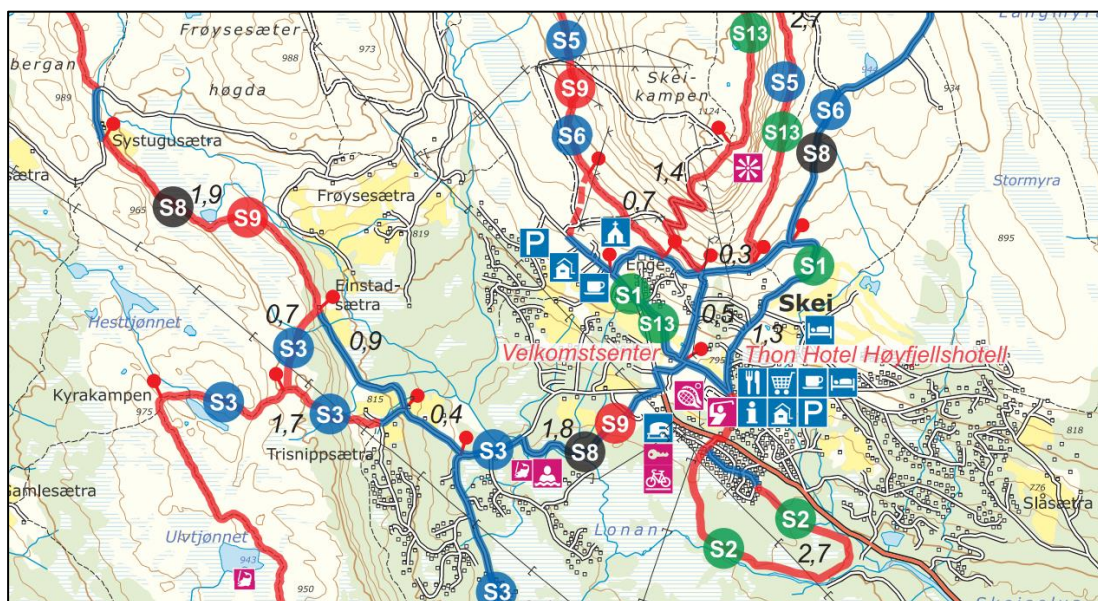 Frøysesæter-
høgda
973
988
bergan
989
S5
S9
S6
Skei-
kampen
1124
S13
2,7
S5
S13
S6
S8
Langmyra
944
934
Systugusætra
sætra
965
S8
1,9
S9
Frøysesætra
819
1,4
0,7
Stormyra
895
P
Enge
0,3
S1
S1
Skei
Einstad-
sætra
Hesttjønnet
0,7
0,9
S13
0,5
1,3
Velkomstsenter
795
Thon Hotel Høyfjellshotell
S3
Kyrakampen
975
S3
1,7
S3
815
0,4
Trisnippsætra
S3
1,8
S8
S9
i
P
818
Gamlesætra
776
Slåsætra
Ulvtjønnet
943
950
Lonan
S2
S2
2,7
S3
Skeiselva